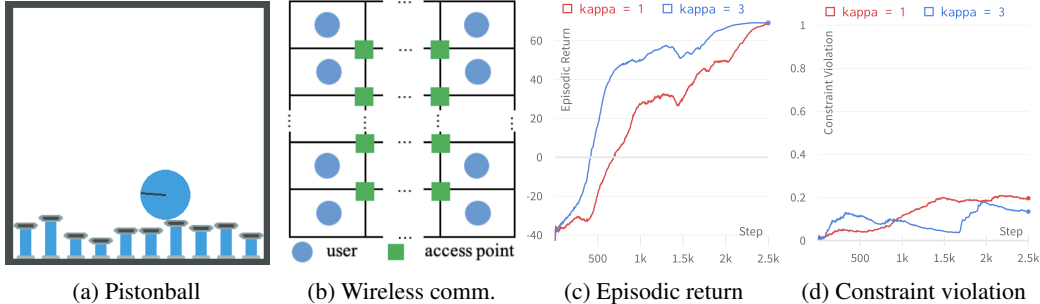 user
access point
kappa = 1
kappa = 3
Episodic Return
60
40
20
0
-20
-40
Step
500
1k
1.5k
2k
2.5k
kappa = 1
kappa = 3
Constraint Violation
1
0.8
0.6
0.4
0.2
0
Step
500
1k
1.5k
2k
2.5k
(a) Pistonball
(b) Wireless comm.
(c) Episodic return
(d) Constraint violation